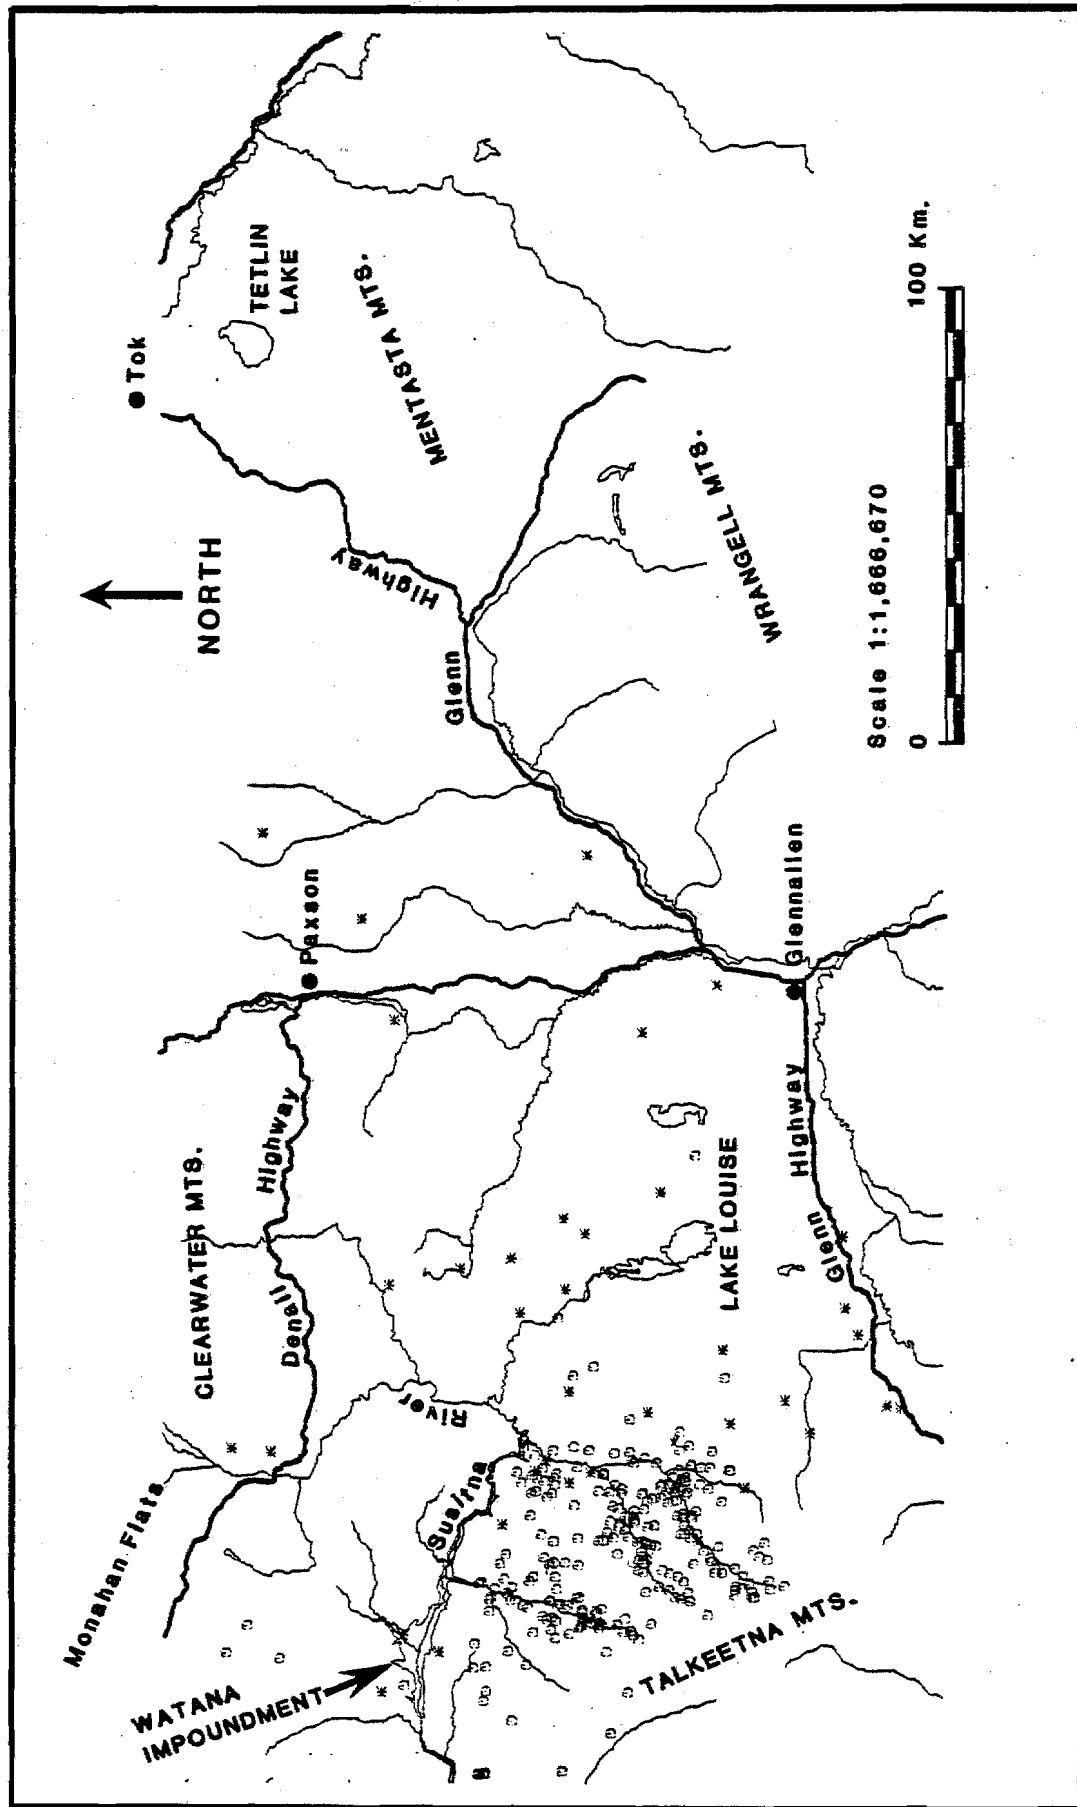 Tok
TETLIN
LAKE
MENTASTA MTS.
NORTH
Glenn
Highway
WRANGELL MTS.
Scale 1:1,666,670
0
100 Km.
Paxson
Glennallen
CLEARWATER MTS.
Denali
Highway
Monahan Flats
Susitna
River
LAKE LOUISE
Glenn
Highway
WATANA
IMPOUNDMENT
TALKEETNA MTS.